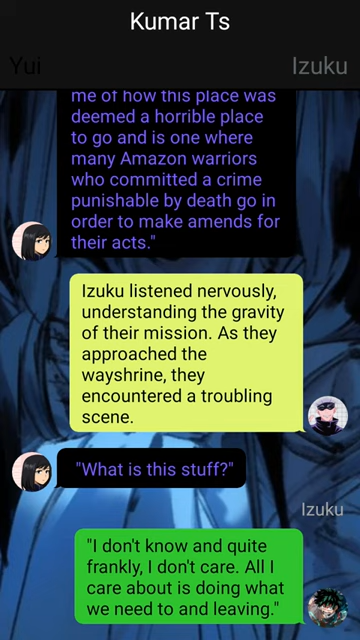 Kumar Ts
Yui
Izuku
me of how this place was
deemed a horrible place
to go and is one where
many Amazon warriors
who committed a crime
punishable by death go in
order to make amends for
their acts."
Izuku listened nervously,
understanding the gravity
of their mission. As they
approached the
wayshrine, they
encountered a troubling
scene.
"What is this stuff?"
Izuku
"I don't know and quite
frankly, I don't care. All I
care about is doing what
we need to and leaving."